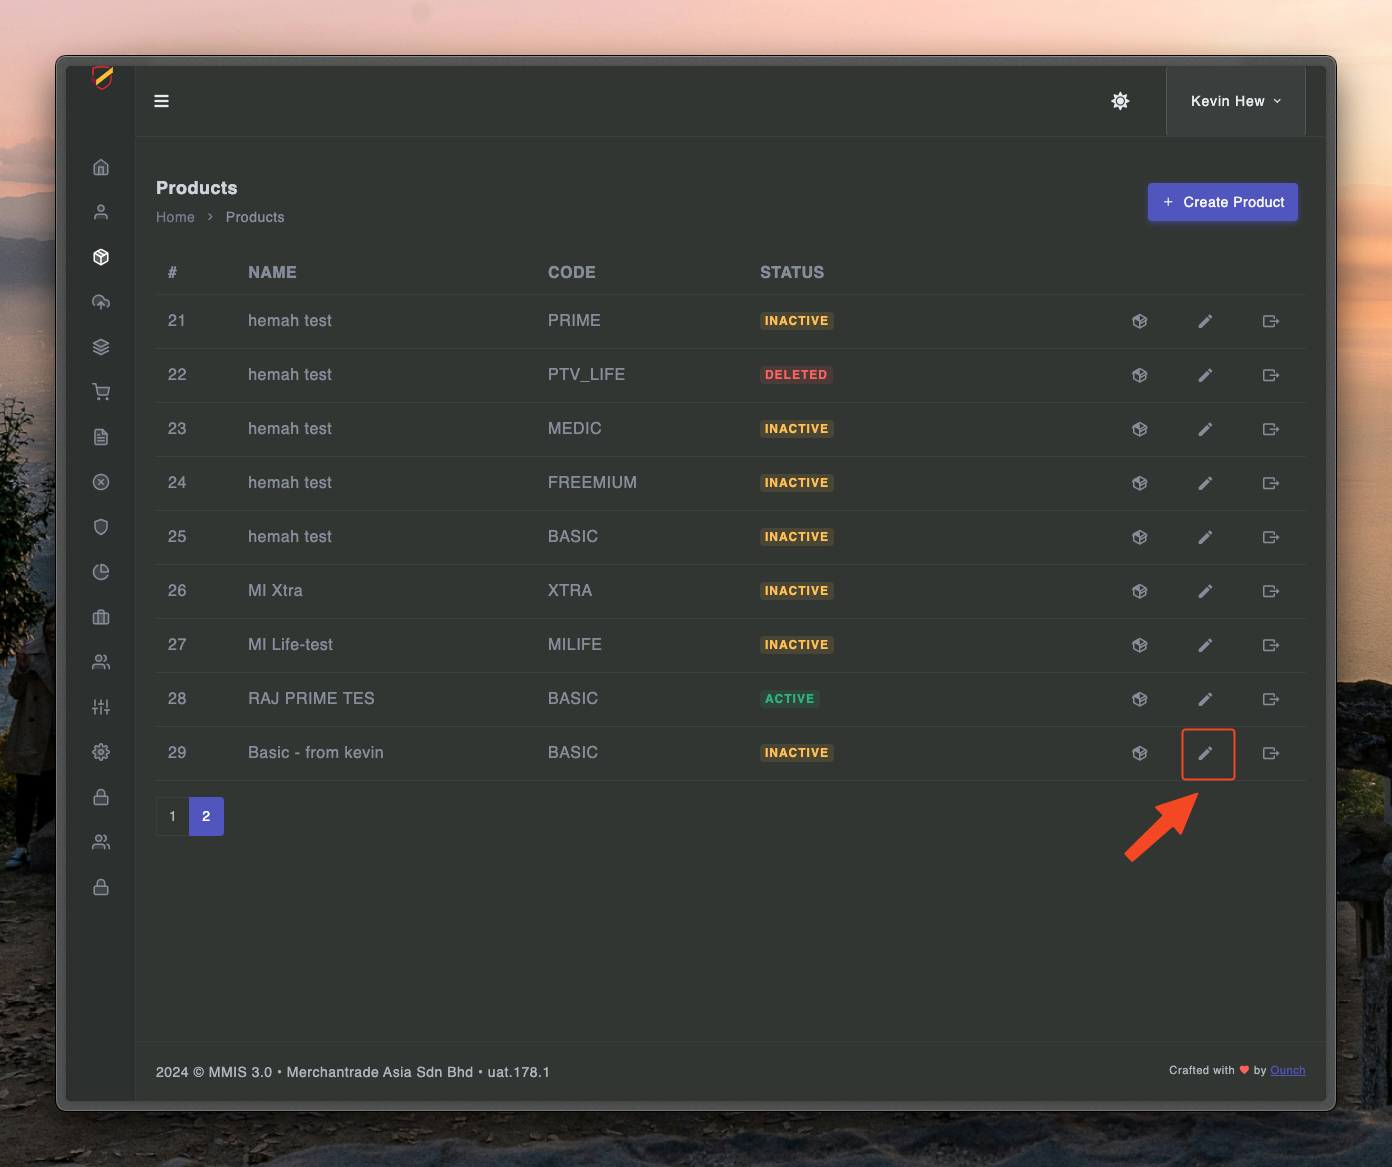 Kevin Hew
Products
Home > Products
+ Create Product
# NAME CODE STATUS
21 hemah test PRIME INACTIVE
22 hemah test PTV_LIFE DELETED
23 hemah test MEDIC INACTIVE
24 hemah test FREEMIUM INACTIVE
25 hemah test BASIC INACTIVE
26 MI Xtra XTRA INACTIVE
27 MI Life-test MILIFE INACTIVE
28 RAJ PRIME TES BASIC ACTIVE
29 Basic - from kevin BASIC INACTIVE
1 2
2024 © MMIS 3.0 • Merchantrade Asia Sdn Bhd • uat.178.1
Crafted with ♥ by Ounch